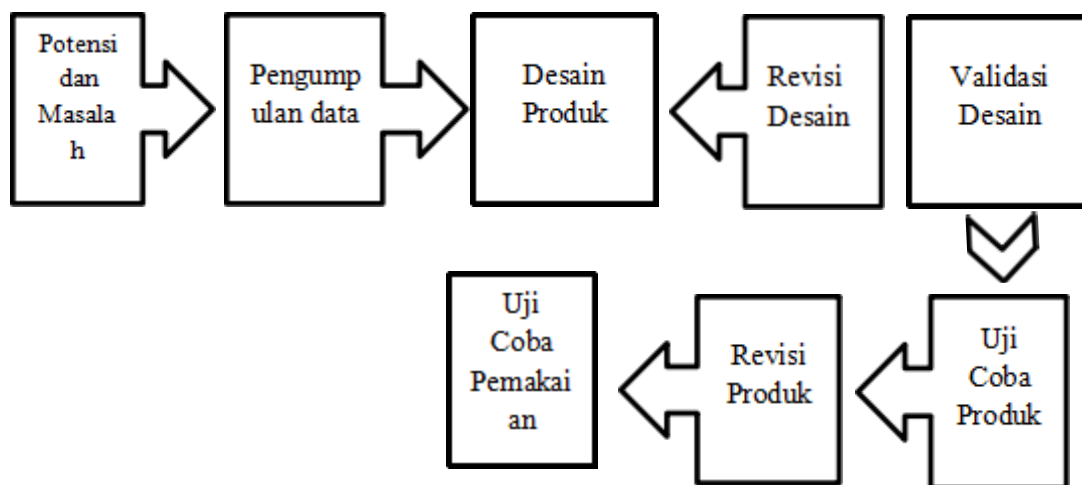 Potensi
dan
Masala
h
Pengump
ulan data
Desain
Produk
Revisi
Desain
Validasi
Desain
Uji
Coba
Pemakai
an
Revisi
Produk
Uji
Coba
Produk